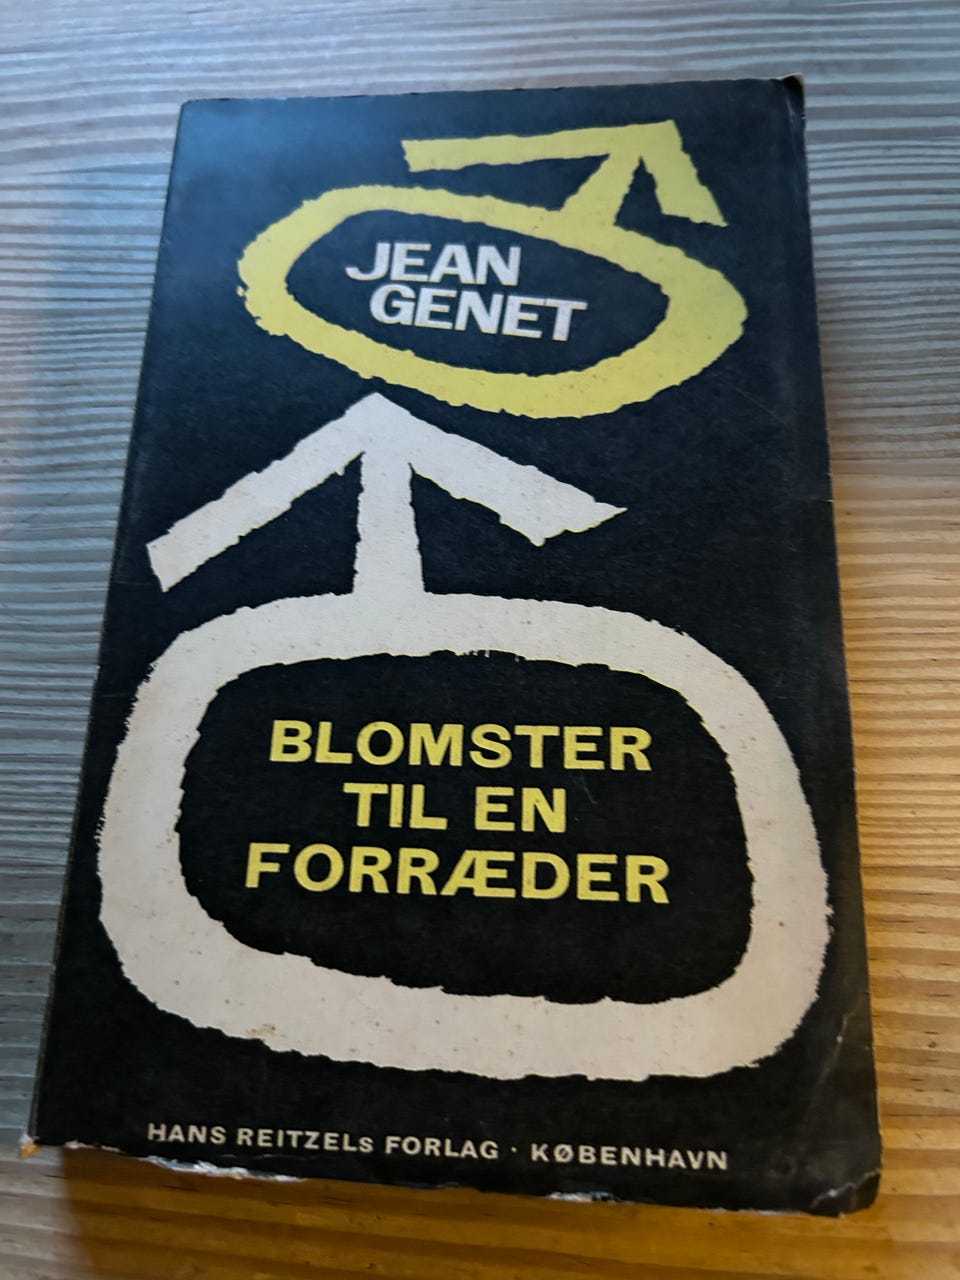 JEAN
GENET
BLOMSTER
TIL EN
FORRÆDER
HANS REITZELs FORLAG · KØBENHAVN